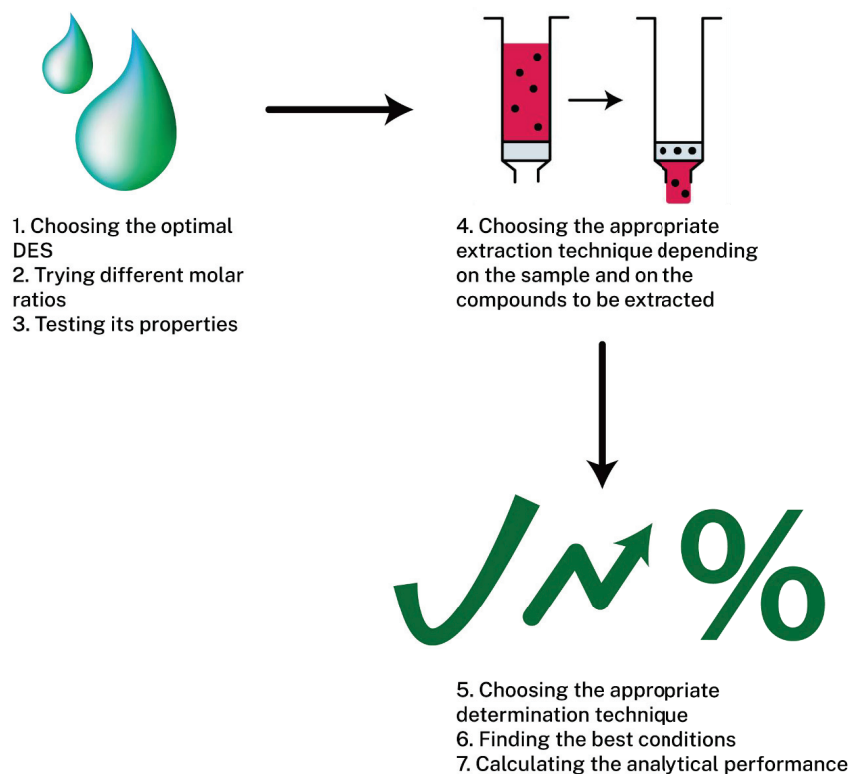 1. Choosing the optimal
DES
2. Trying different molar
ratios
3. Testing its properties
4. Choosing the appropriate
extraction technique depending
on the sample and on the
compounds to be extracted
%
5. Choosing the appropriate
determination technique
6. Finding the best conditions
7. Calculating the analytical performance